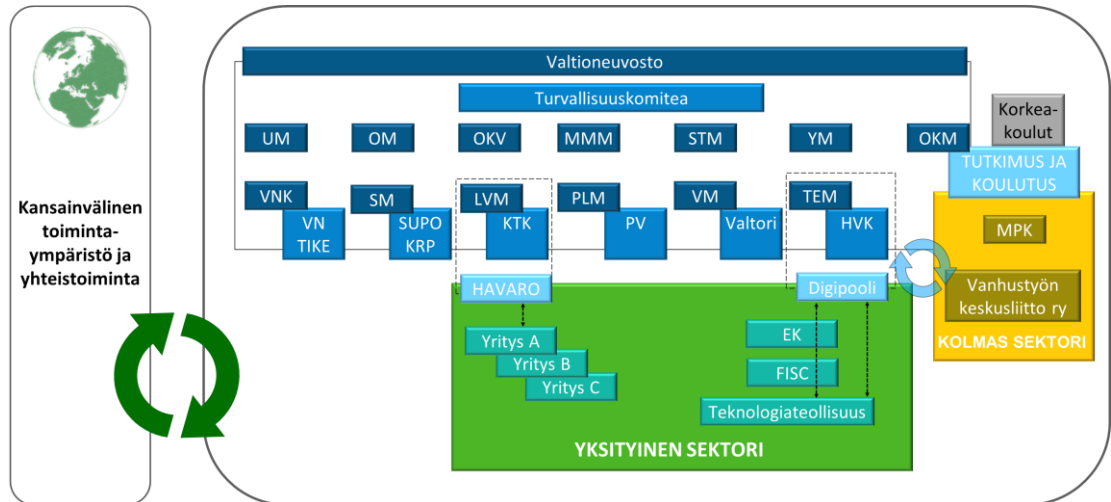 Kansainvälinen
toiminta-
ympäristö ja
yhteistoiminta
Valtioneuvosto
Turvallisuuskomitea
UM
OM
OKV
MMM
STM
YM
OKM
Korkea-
koulut
TUTKIMUS JA
KOULUTUS
VNK
VN
TIKE
SM
SUPO
KRP
LVM
KTK
PLM
PV
VM
Valtori
TEM
HVK
MPK
Vanhustyön
keskusliitto ry
KOLMAS SEKTORI
HAVARO
Digipooli
Yritys A
Yritys B
Yritys C
EK
FISC
Teknologiateollisuus
YKSITYINEN SEKTORI